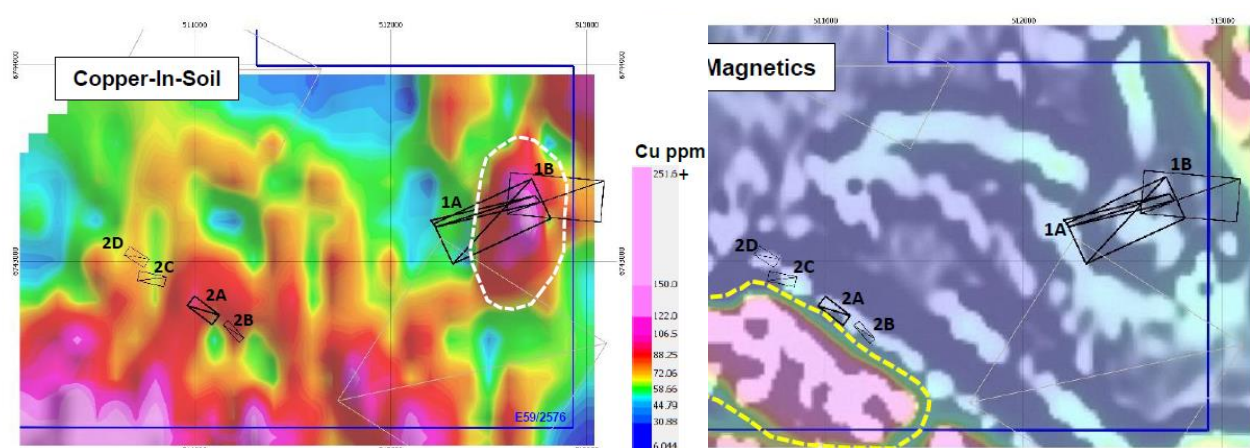 511000
512000
513000
Copper-In-Soil
1B
1A
2D
2C
2A
2B
E59/2576
Cu ppm
251.6
+
150.0
122.0
106.5
88.25
72.05
58.66
44.79
30.88
6.044
511000
512000
513000
Magnetics
1B
1A
2D
2C
2A
2B